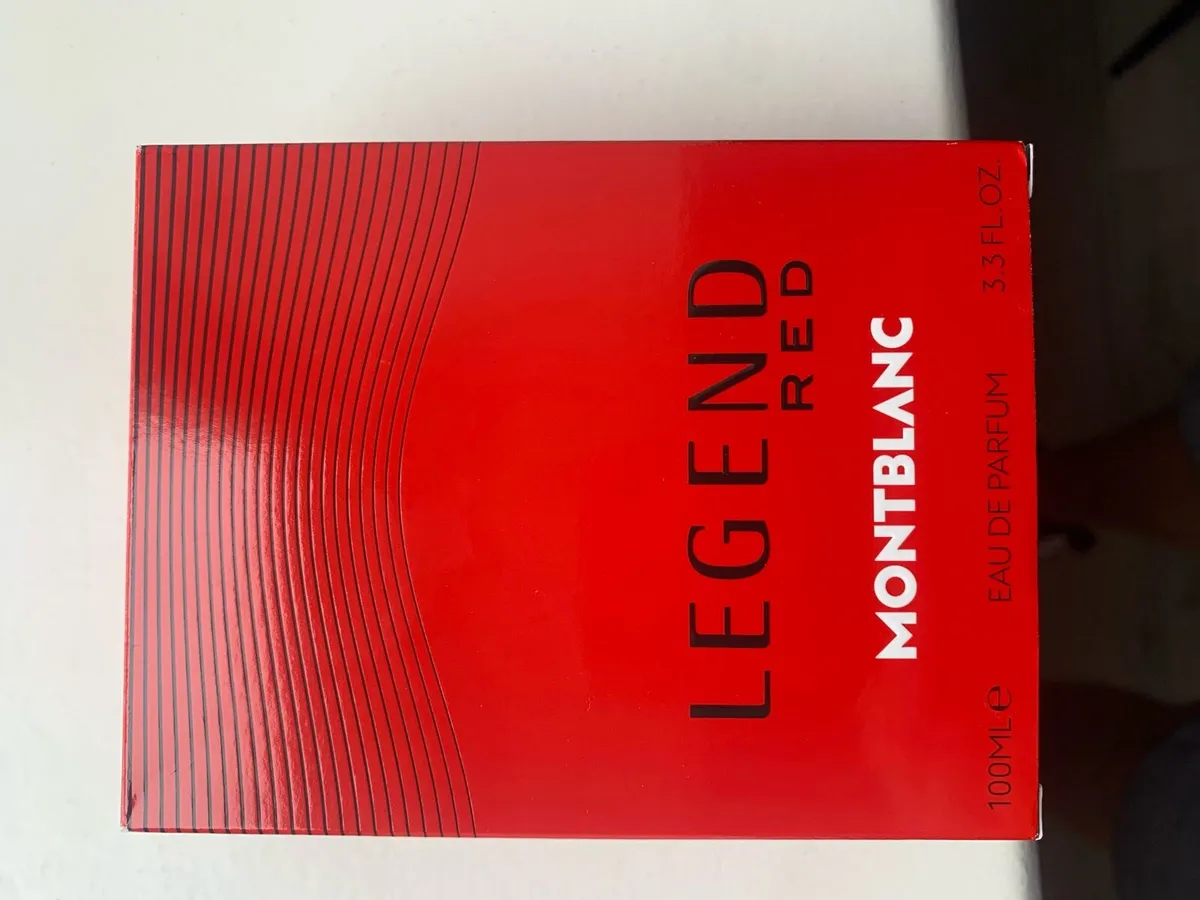 LEGEND
RED
MONTBLANC
100ML ℮ EAU DE PARFUM 3.3 FL.OZ.